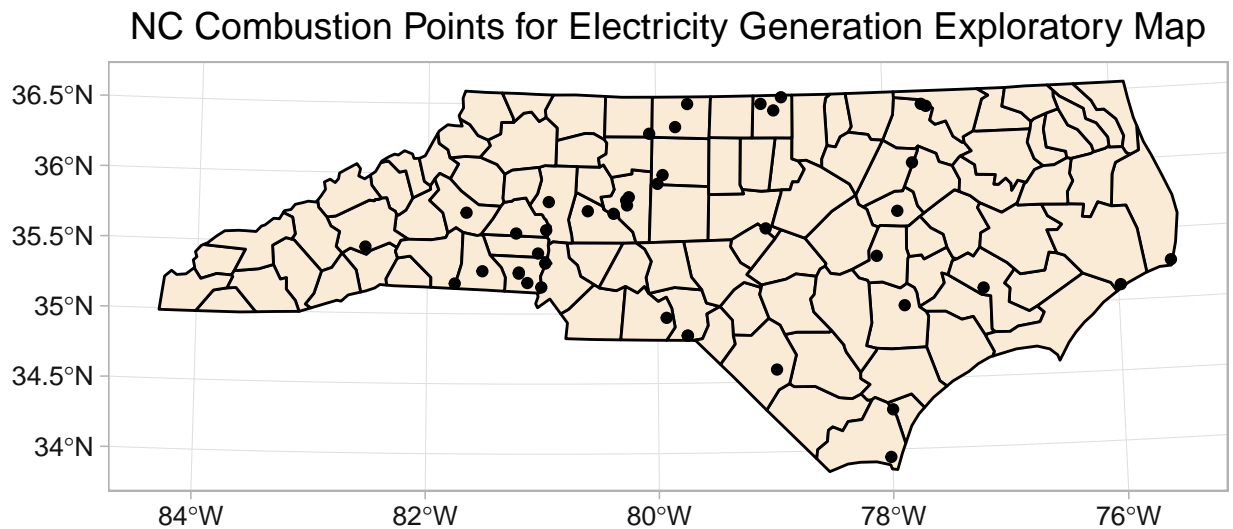 NC Combustion Points for Electricity Generation Exploratory Map
36.5°N
36°N
35.5°N
35°N
34.5°N
34°N
84°W 82°W 80°W 78°W 76°W